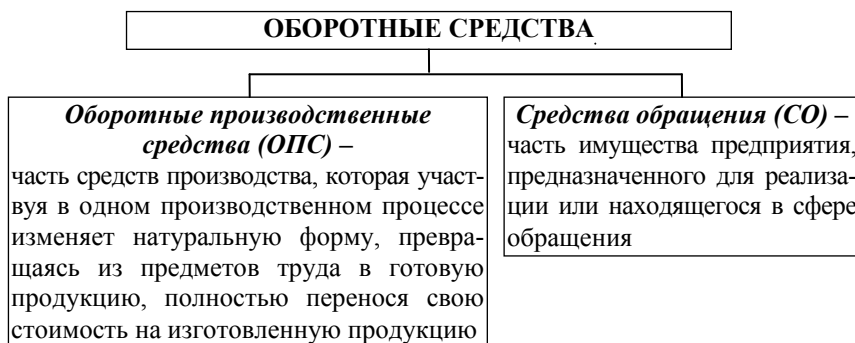 ОБОРОТНЫЕ СРЕДСТВА
Оборотные производственные
средства (ОПС) –
часть средств производства, которая участ-
вуя в одном производственном процессе
изменяет натуральную форму, превра-
щаясь из предметов труда в готовую
продукцию, полностью перенося свою
стоимость на изготовленную продукцию
Средства обращения (СО) –
часть имущества предприятия,
предназначенного для реализа-
ции или находящегося в сфере
обращения